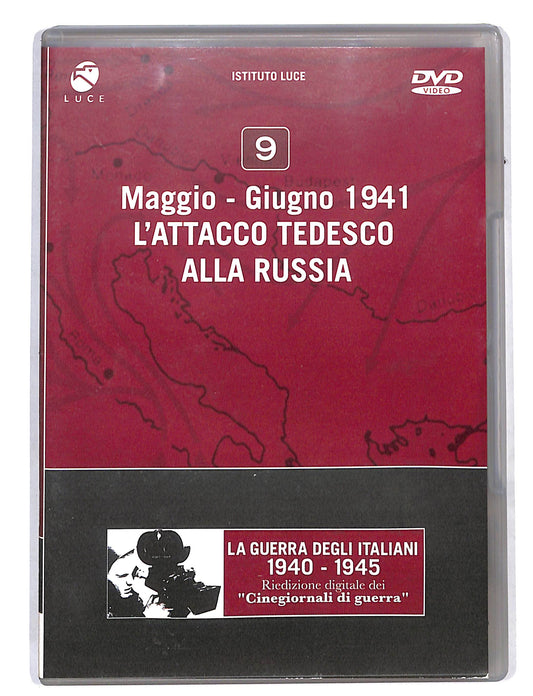 LUCE
ISTITUTO LUCE
DVD
VIDEO
9
Maggio - Giugno 1941
L'ATTACCO TEDESCO
ALLA RUSSIA
LA GUERRA DEGLI ITALIANI
1940 - 1945
Riedizione digitale dei
"Cinegiornali di guerra"